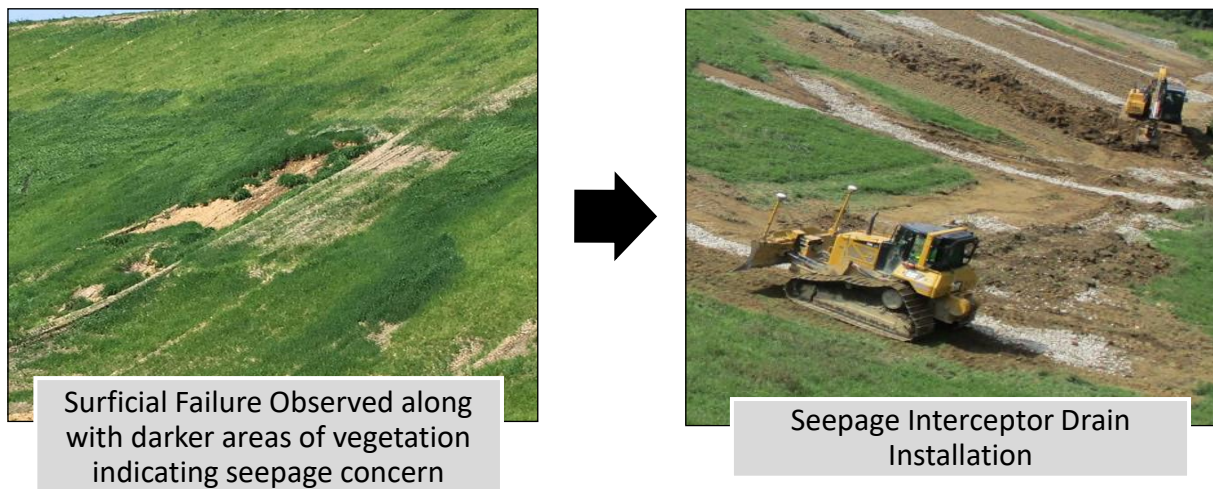 Surficial Failure Observed along
with darker areas of vegetation
indicating seepage concern
Seepage Interceptor Drain
Installation